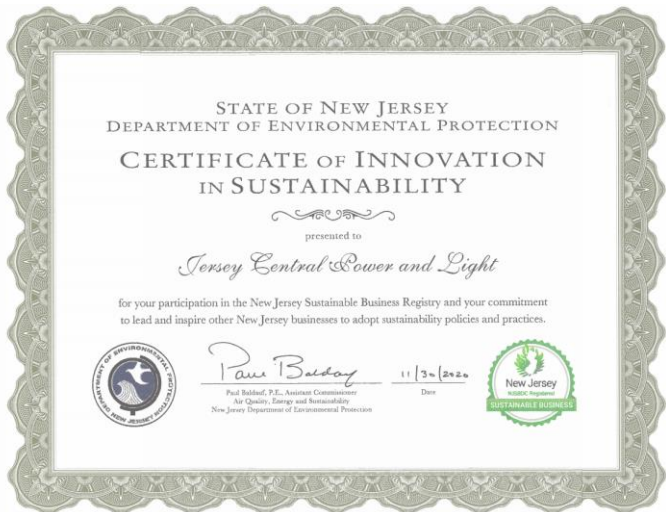 STATE OF NEW JERSEY
DEPARTMENT OF ENVIRONMENTAL PROTECTION
CERTIFICATE OF INNOVATION
IN SUSTAINABILITY
presented to
Jersey Central Power and Light
for your participation in the New Jersey Sustainable Business Registry and your commitment
to lead and inspire other New Jersey businesses to adopt sustainability policies and practices.
DEPARTMENT OF ENVIRONMENTAL PROTECTION
NEW JERSEY
Paul Baldauf
11/30/2020
Paul Baldauf, P.E., Assistant Commissioner
Date
Air Quality, Energy and Sustainability
New Jersey Department of Environmental Protection
New Jersey
NJSBDC Registered
SUSTAINABLE BUSINESS